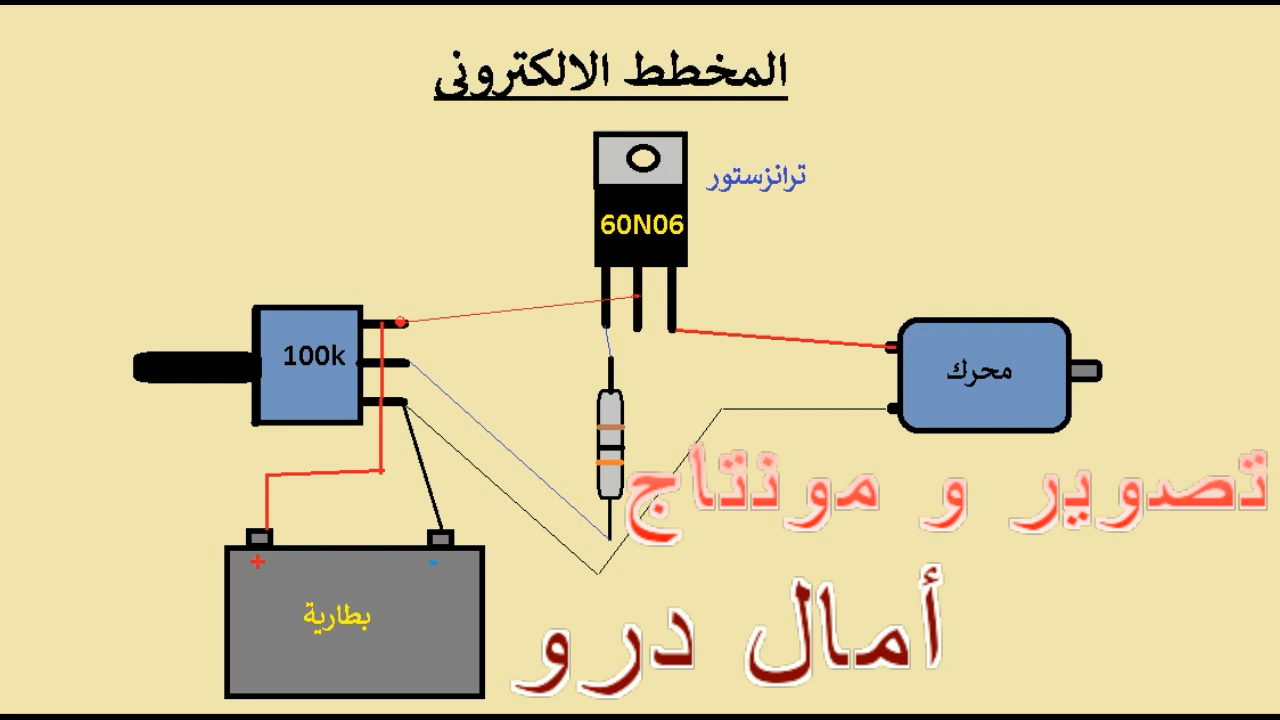 المخطط الالكترونى
ترانزستور
60N06
100k
محرك
تصوير و مونتاج
+ -
بطارية
أمال درو